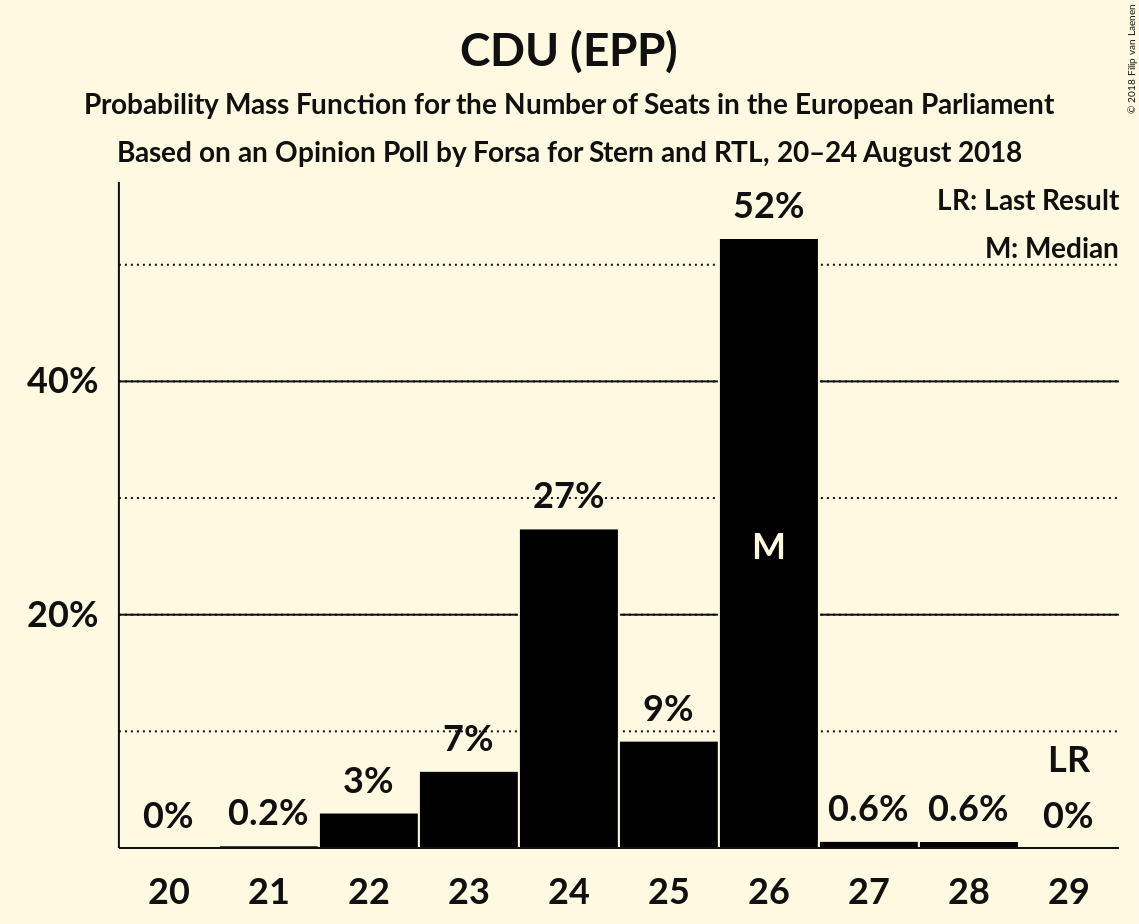 CDU (EPP)
Probability Mass Function for the Number of Seats in the European Parliament
Based on an Opinion Poll by Forsa for Stern and RTL, 20–24 August 2018
© 2018 Filip van Laenen
LR: Last Result
M: Median
52%
40%
27%
M
20%
9%
7%
LR
3%
0% 0.2% 0.6% 0.6% 0%
20 21 22 23 24 25 26 27 28 29